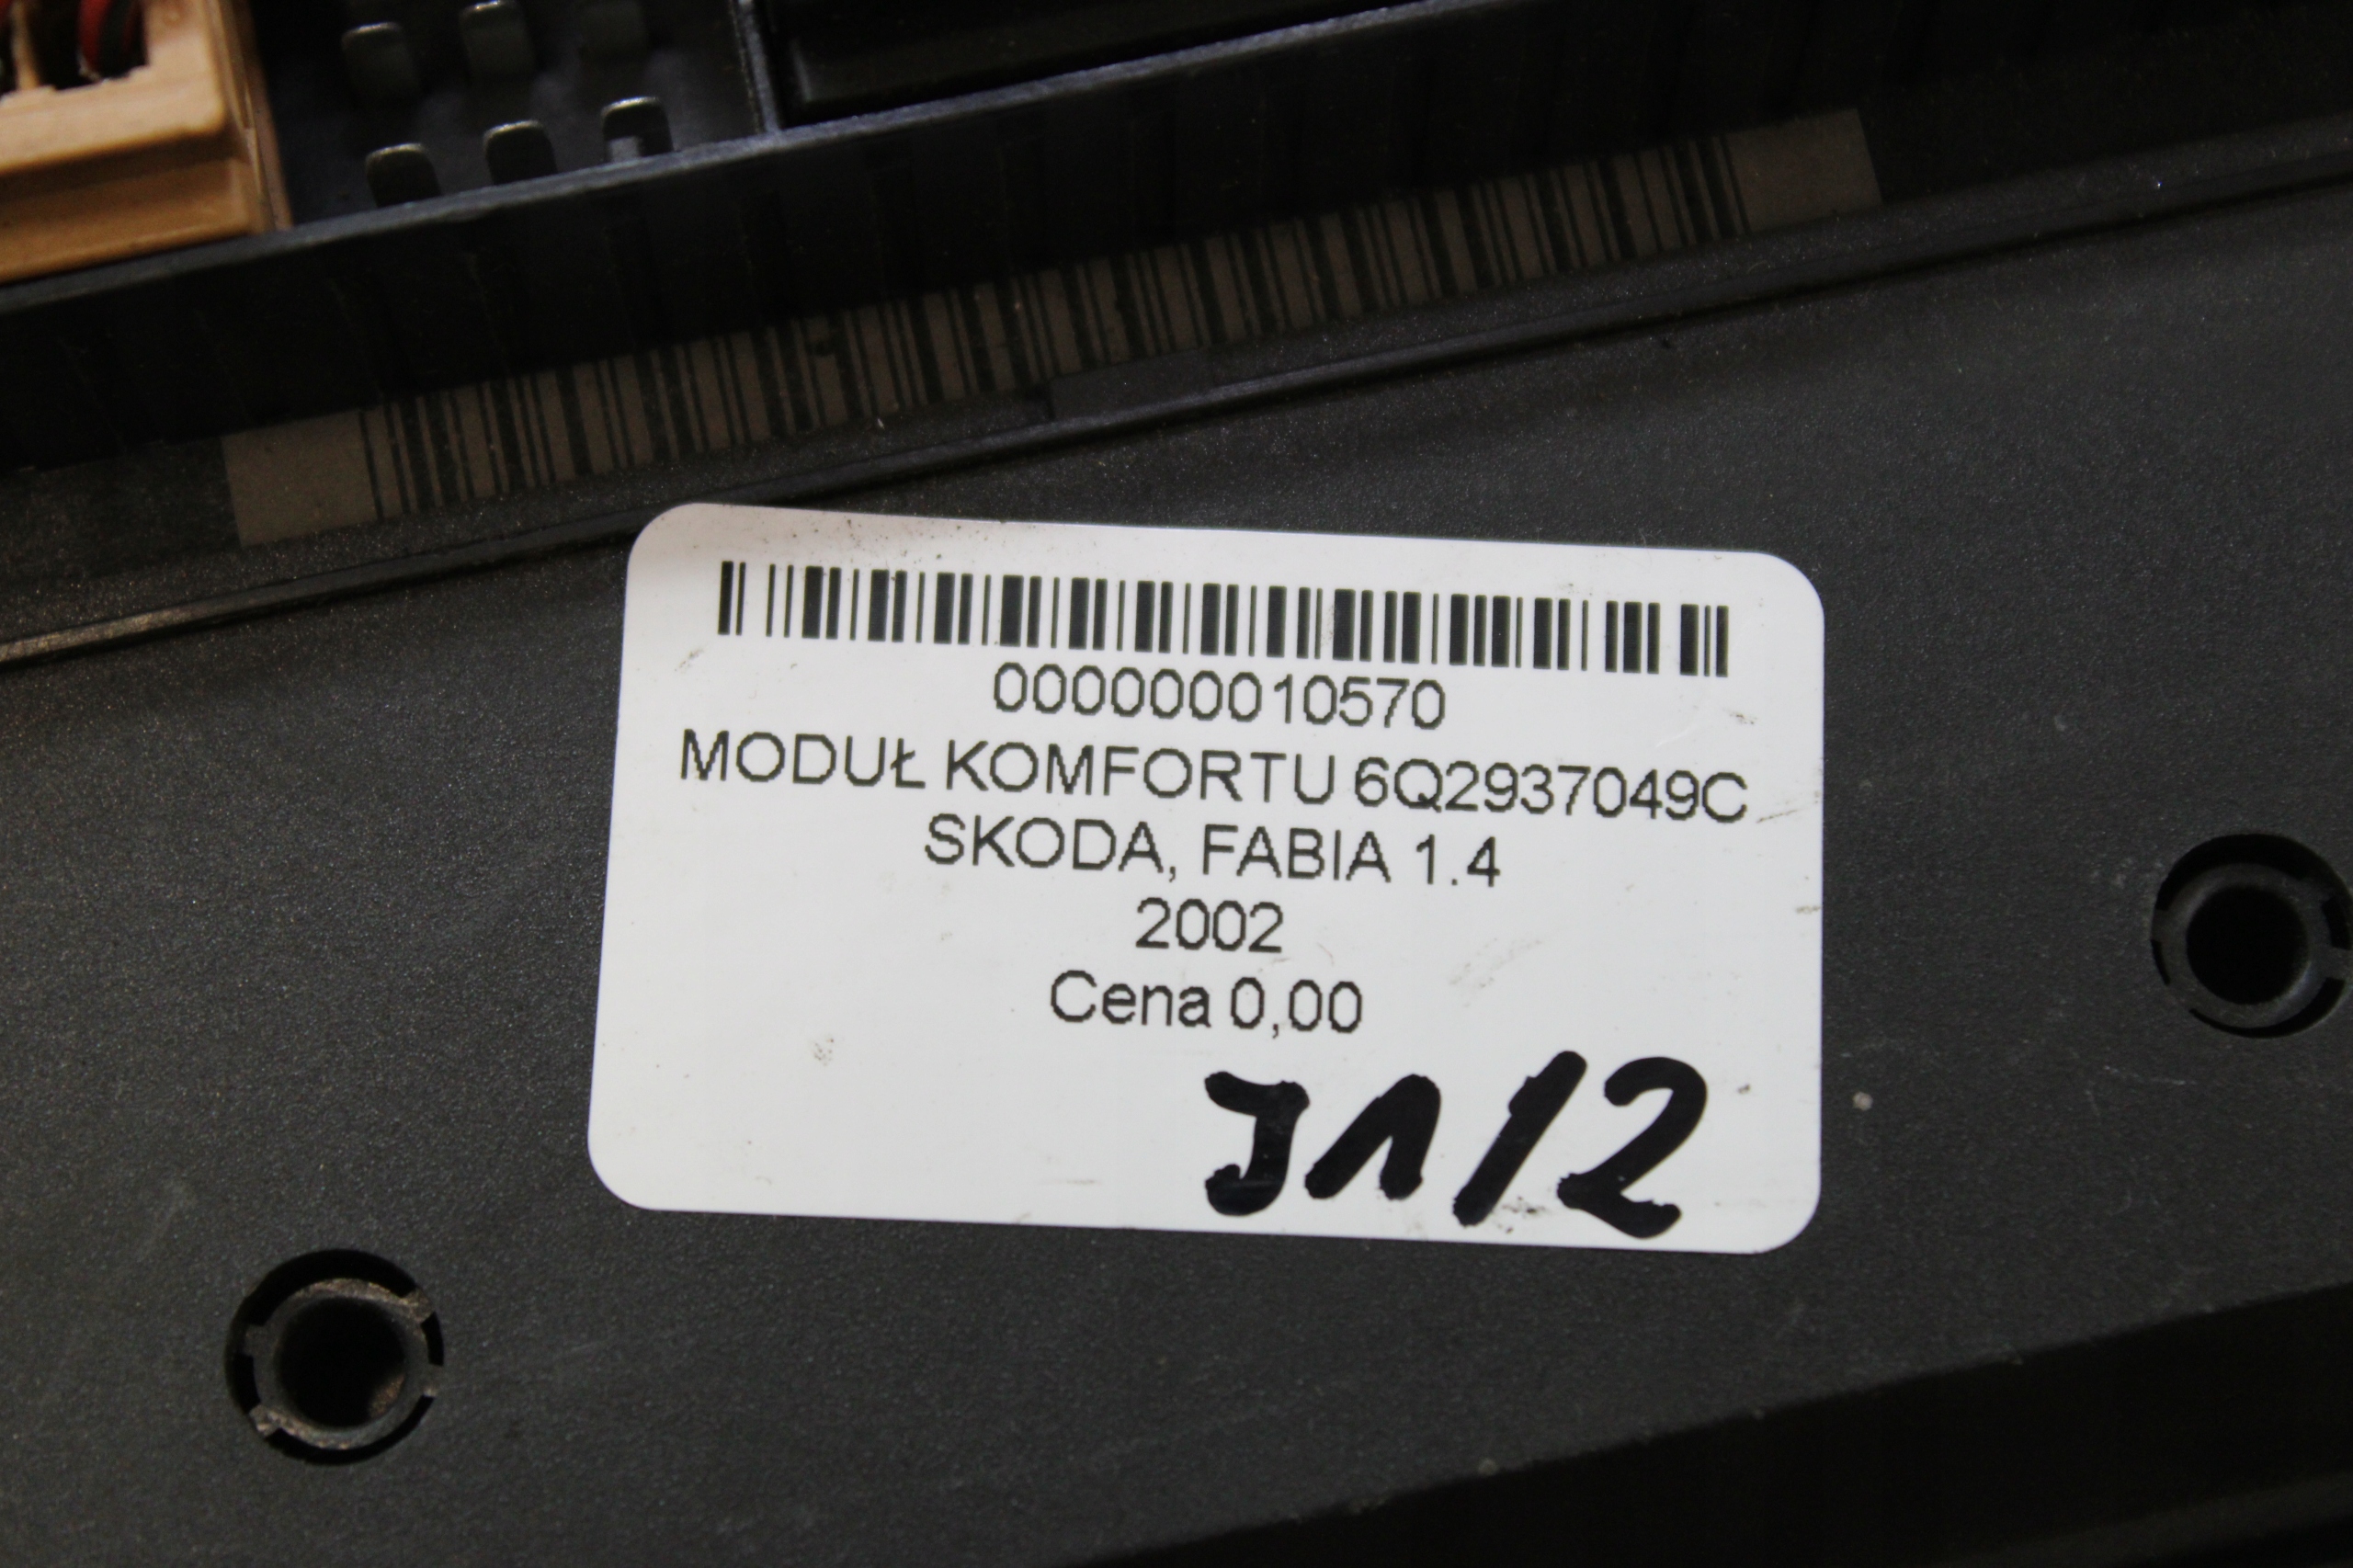 000000010570
MODUŁ KOMFORTU 6Q2937049C
SKODA, FABIA 1.4
2002
Cena 0,00
J1/2